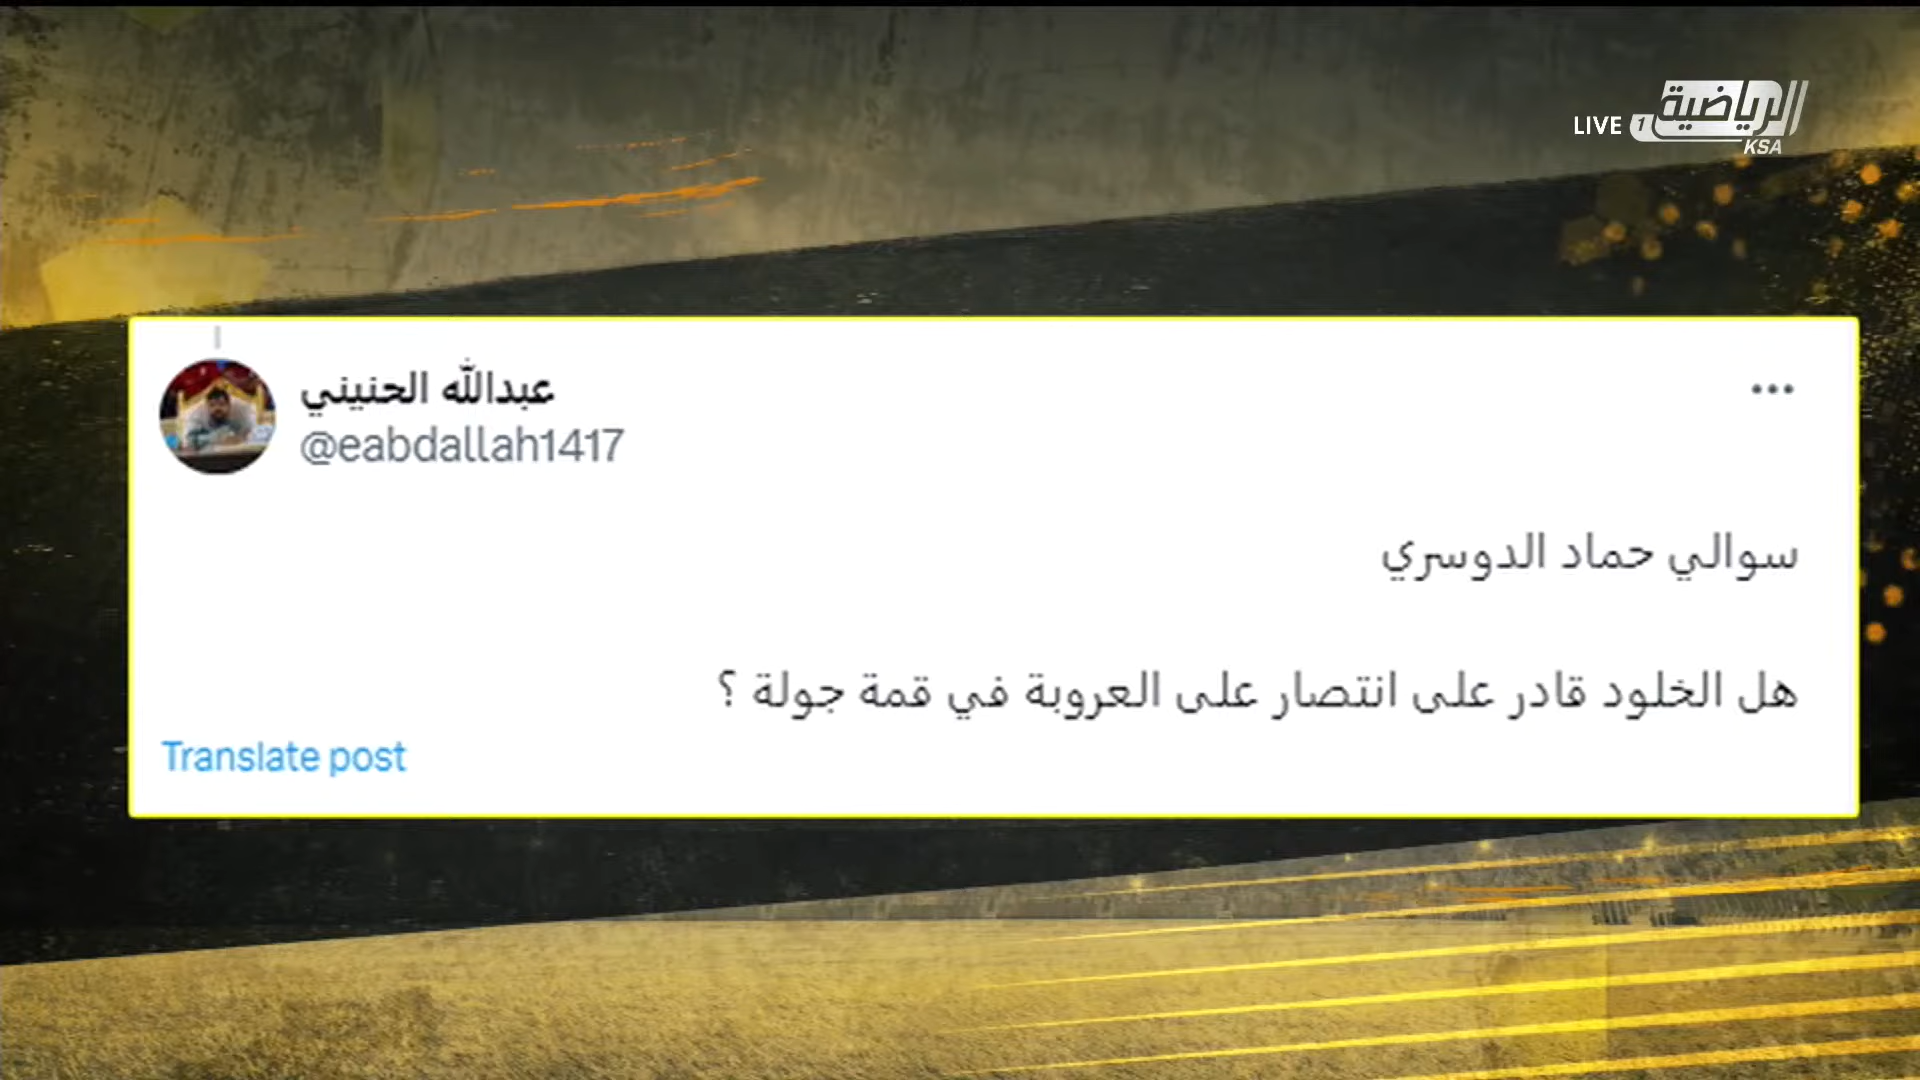 LIVE 1 الرياضية
KSA
عبدالله الحنيني
@eabdallah1417
سوالي حماد الدوسري
هل الخلود قادر على انتصار على العروبة في قمة جولة ؟
Translate post